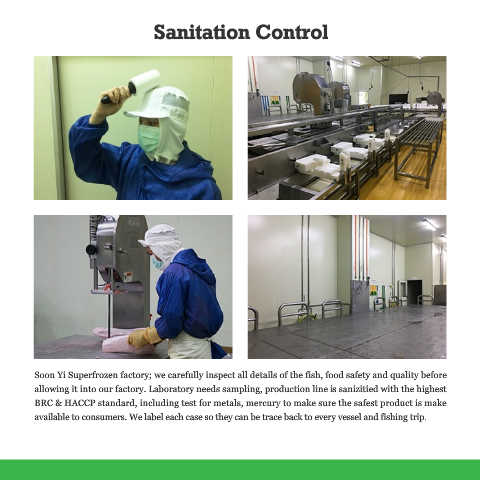 Sanitation Control
Soon Yi Superfrozen factory; we carefully inspect all details of the fish, food safety and quality before
allowing it into our factory. Laboratory needs sampling, production line is sanizitied with the highest
BRC & HACCP standard, including test for metals, mercury to make sure the safest product is make
available to consumers. We label each case so they can be trace back to every vessel and fishing trip.